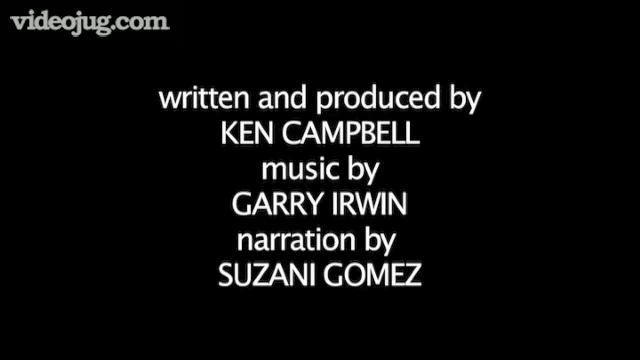 videojug.com
written and produced by
KEN CAMPBELL
music by
GARRY IRWIN
narration by
SUZANI GOMEZ